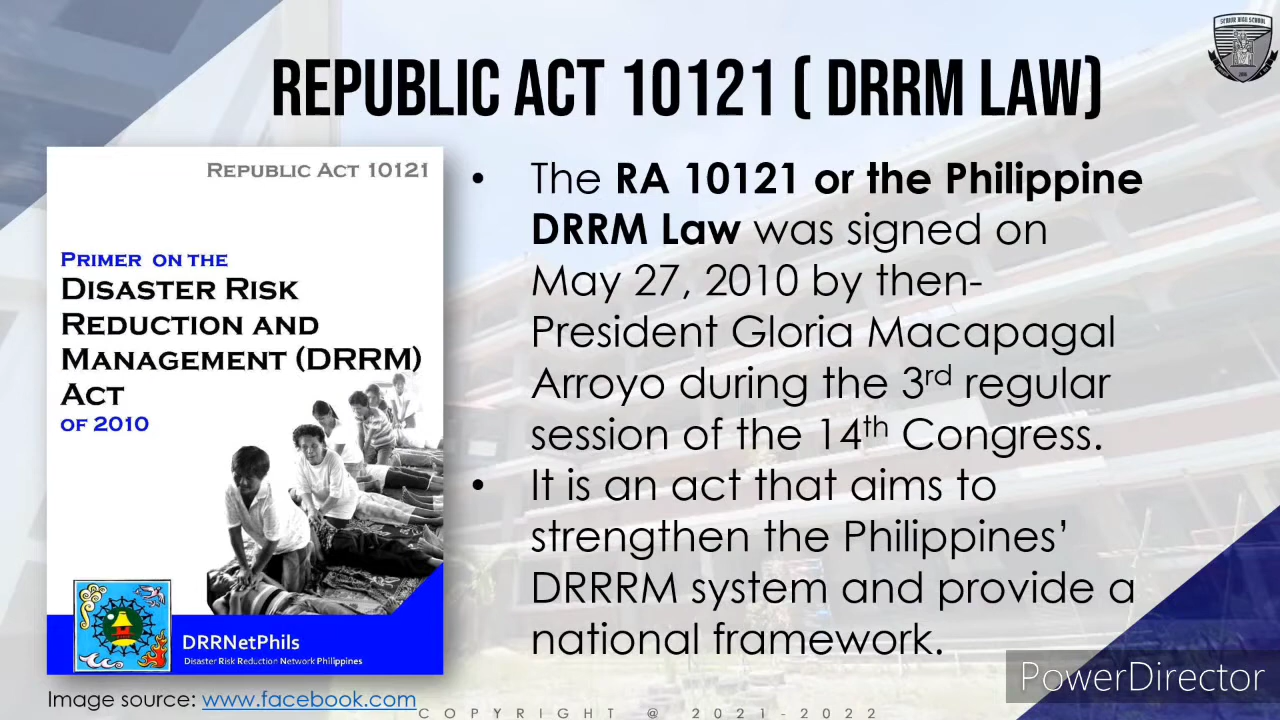 SENIOR HIGH SCHOOL
REPUBLIC ACT 10121 ( DRRM LAW)
REPUBLIC ACT 10121
PRIMER ON THE
DISASTER RISK
REDUCTION AND
MANAGEMENT (DRRM)
ACT
OF 2010
DRRNetPhils
Disaster Risk Reduction Network Philippines
Image source: www.facebook.com
• The RA 10121 or the Philippine
DRRM Law was signed on
May 27, 2010 by then-
President Gloria Macapagal
Arroyo during the 3rd regular
session of the 14th Congress.
• It is an act that aims to
strengthen the Philippines’
DRRRM system and provide a
national framework.
PowerDirector
COPYRIGHT @ 2021-2022